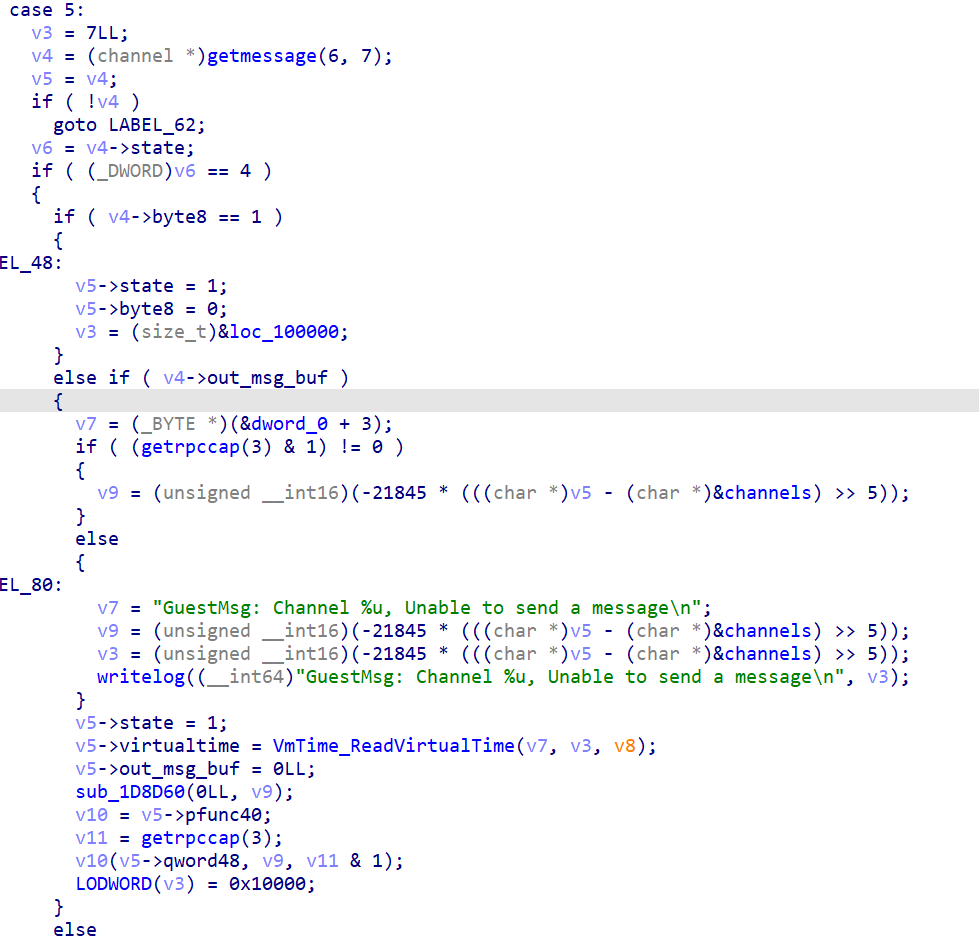 case 5:
v3 = 7LL;
v4 = (channel *)getmessage(6, 7);
v5 = v4;
if ( !v4 )
goto LABEL_62;
v6 = v4->state;
if ( (_DWORD)v6 == 4 )
{
if ( v4->byte8 == 1 )
{
EL_48:
v5->state = 1;
v5->byte8 = 0;
v3 = (size_t)&loc_100000;
}
else if ( v4->out_msg_buf )
{
v7 = (_BYTE *)(&dword_0 + 3);
if ( (getrpccap(3) & 1) != 0 )
{
v9 = (unsigned __int16)(-21845 * (((char *)v5 - (char *)&channels) >> 5));
}
else
{
EL_80:
v7 = "GuestMsg: Channel %u, Unable to send a message\n";
v9 = (unsigned __int16)(-21845 * (((char *)v5 - (char *)&channels) >> 5));
v3 = (unsigned __int16)(-21845 * (((char *)v5 - (char *)&channels) >> 5));
writelog((__int64)"GuestMsg: Channel %u, Unable to send a message\n", v3);
}
v5->state = 1;
v5->virtualtime = VmTime_ReadVirtualTime(v7, v3, v8);
v5->out_msg_buf = 0LL;
sub_1D8D60(0LL, v9);
v10 = v5->pfunc40;
v11 = getrpccap(3);
v10(v5->qword48, v9, v11 & 1);
LODWORD(v3) = 0x10000;
}
else